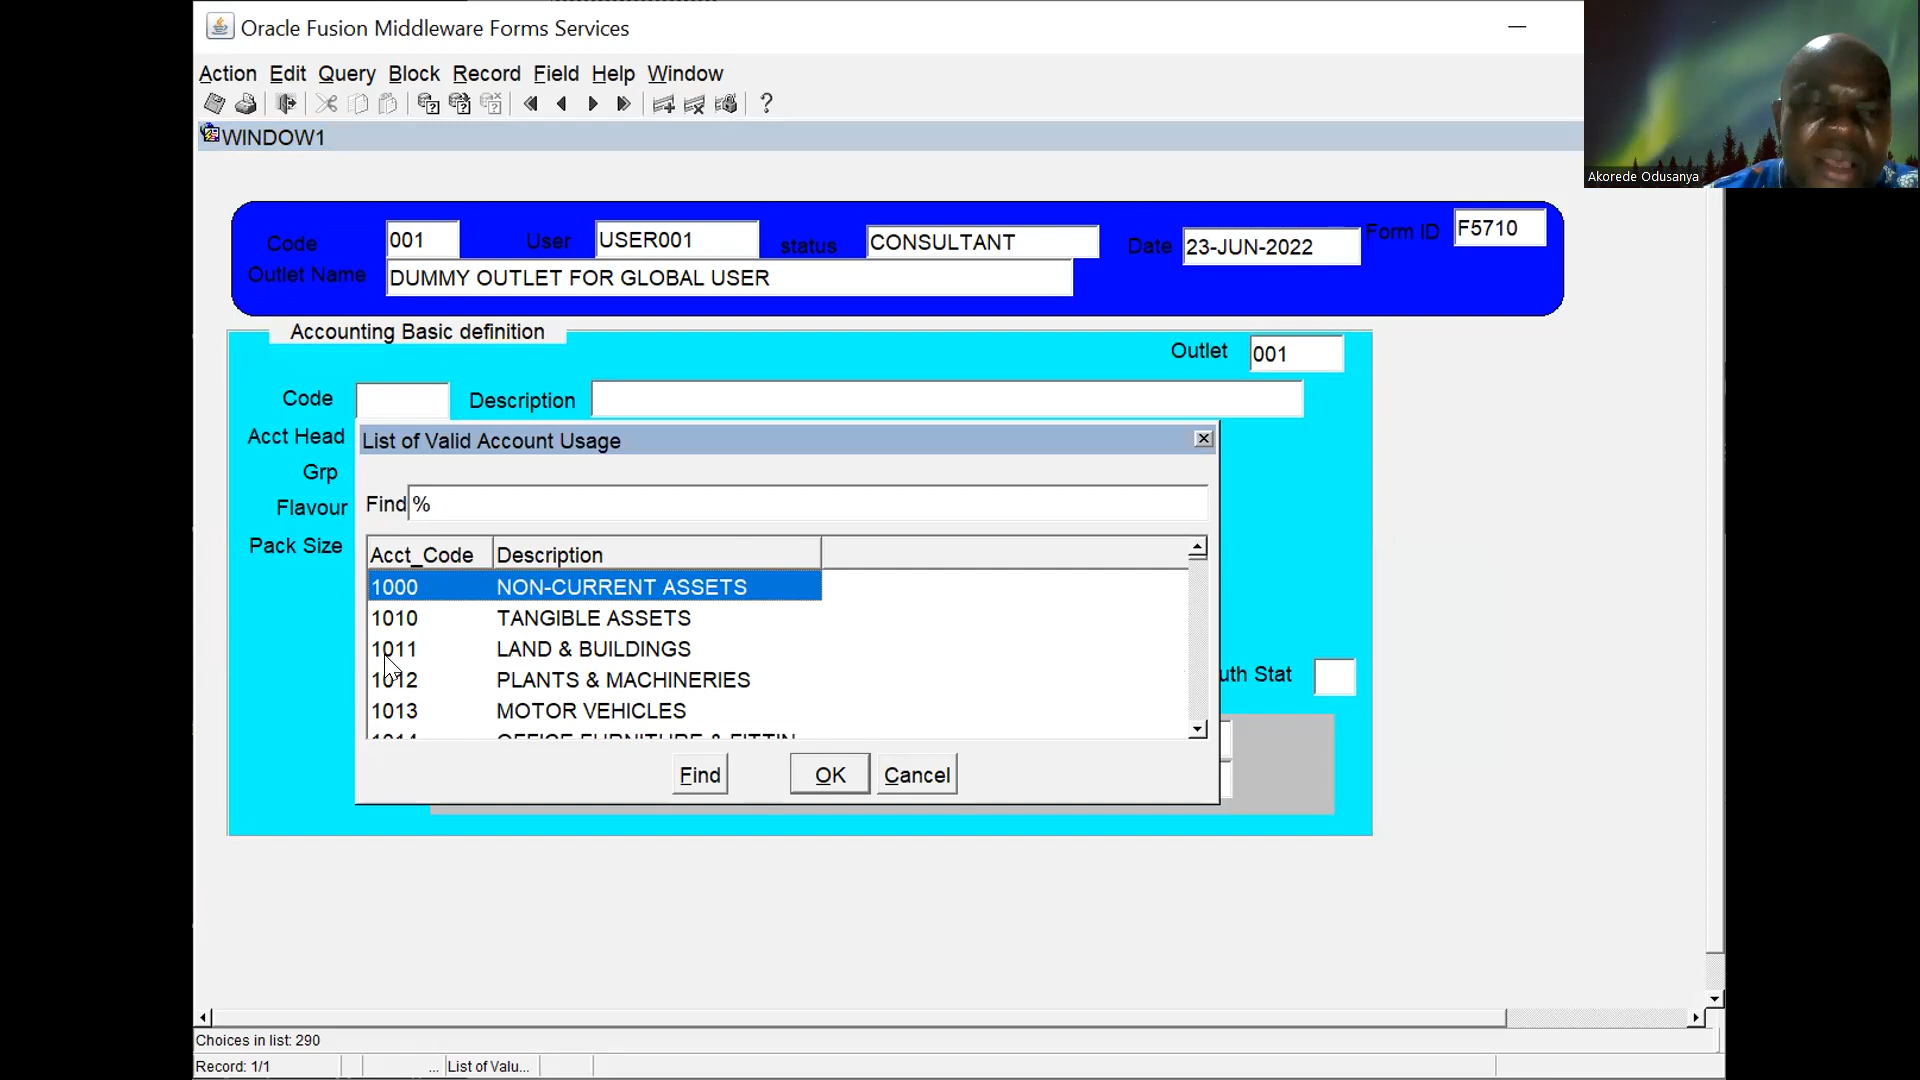 Oracle Fusion Middleware Forms Services
Action Edit Query Block Record Field Help Window
WINDOW1
Akorede Odusanya
Code 001 User USER001 status CONSULTANT Date 23-JUN-2022 Form ID F5710
Outlet Name DUMMY OUTLET FOR GLOBAL USER
Accounting Basic definition
Outlet 001
Code Description
Acct Head
Grp
Flavour
Pack Size
List of Valid Account Usage
Find %
Acct_Code Description
1000 NON-CURRENT ASSETS
1010 TANGIBLE ASSETS
1011 LAND & BUILDINGS
1012 PLANTS & MACHINERIES
1013 MOTOR VEHICLES
1014 OFFICE FURNITURE & FITTIN
uth Stat
Find OK Cancel
Choices in list: 290
Record: 1/1 ... List of Valu...